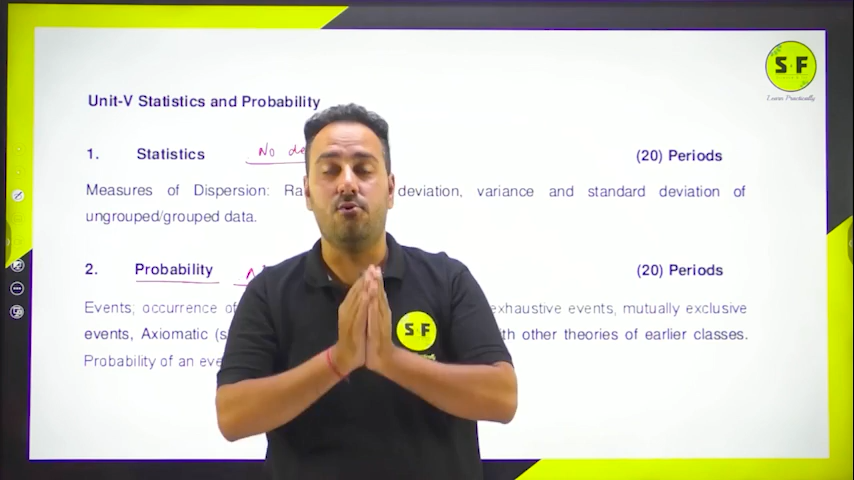 S F
Learn Practically
Unit-V Statistics and Probability
1. Statistics No de (20) Periods
Measures of Dispersion: Ra deviation, variance and standard deviation of
ungrouped/grouped data.
2. Probability (20) Periods
Events; occurrence of exhaustive events, mutually exclusive
events, Axiomatic (s th other theories of earlier classes.
Probability of an eve
S F